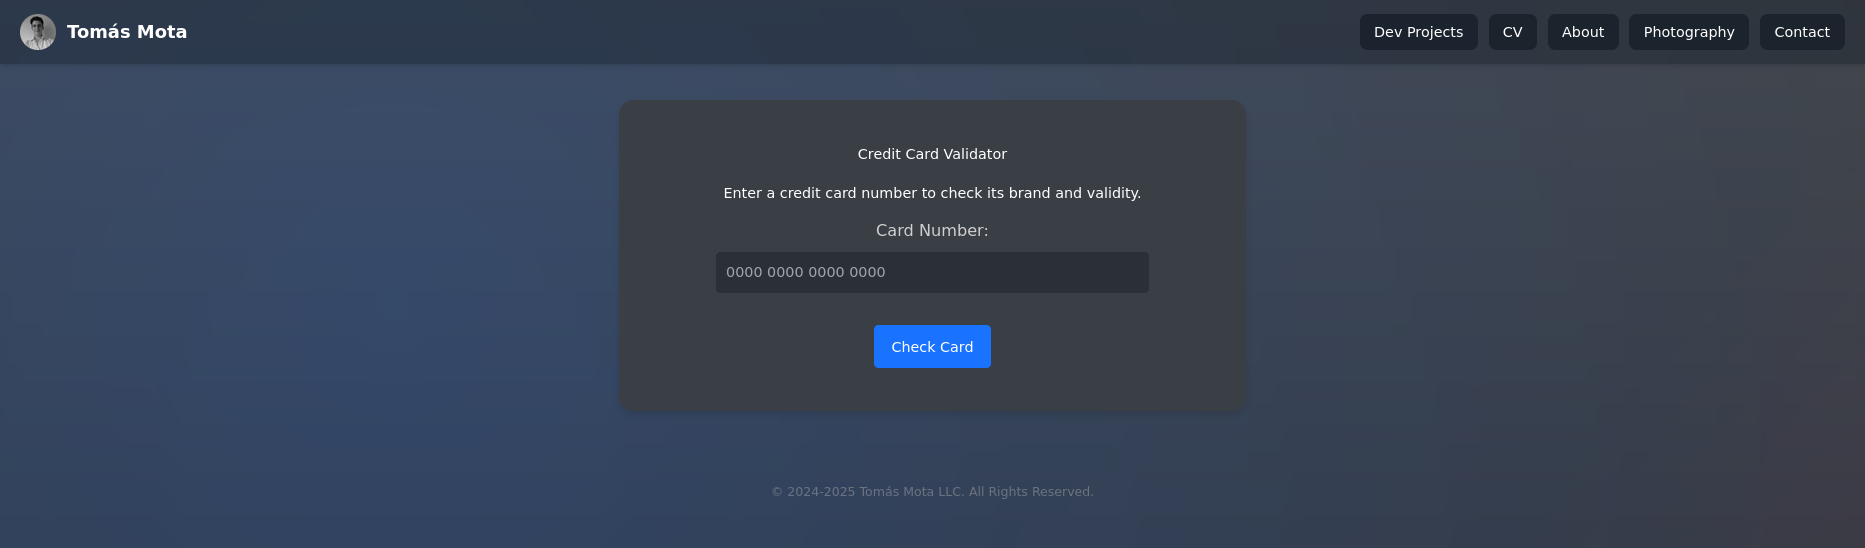 Tomás Mota
Dev Projects
CV
About
Photography
Contact
Credit Card Validator
Enter a credit card number to check its brand and validity.
Card Number:
0000 0000 0000 0000
Check Card
© 2024-2025 Tomás Mota LLC. All Rights Reserved.